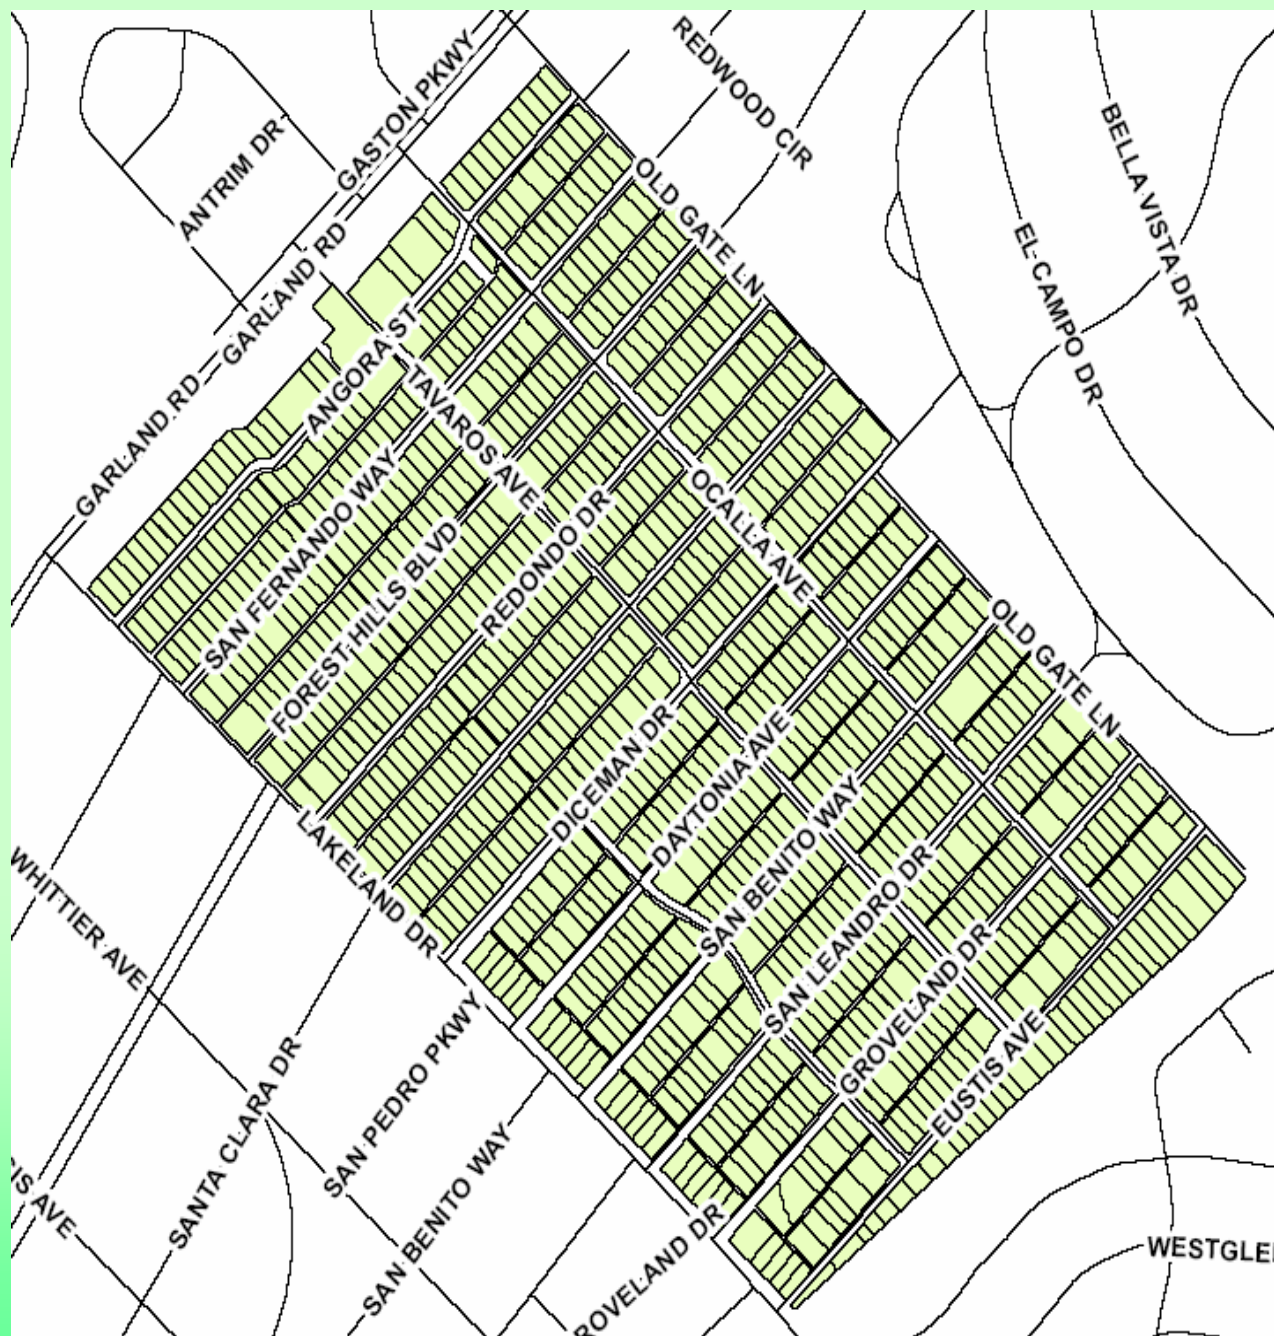 REDWOOD CIR
GASTON PKWY
ANTRIM DR
BELLA VISTA DR
OLD GATE LN
EL CAMPO DR
GARLAND RD
GARLAND RD
ANGORA ST
TAVAROS AVE
SAN FERNANDO WAY
OCALLA AVE
FOREST HILLS BLVD
REDONDO DR
OLD GATE LN
DICEMAN DR
DAYTONIA AVE
SAN BENITO WAY
LAKELAND DR
WHITTIER AVE
SAN LEANDRO DR
GROVELAND DR
EUSTIS AVE
SANTA CLARA DR
SAN PEDRO PKWY
SAN BENITO WAY
CIS AVE
ROVELAND DR
WESTGLE